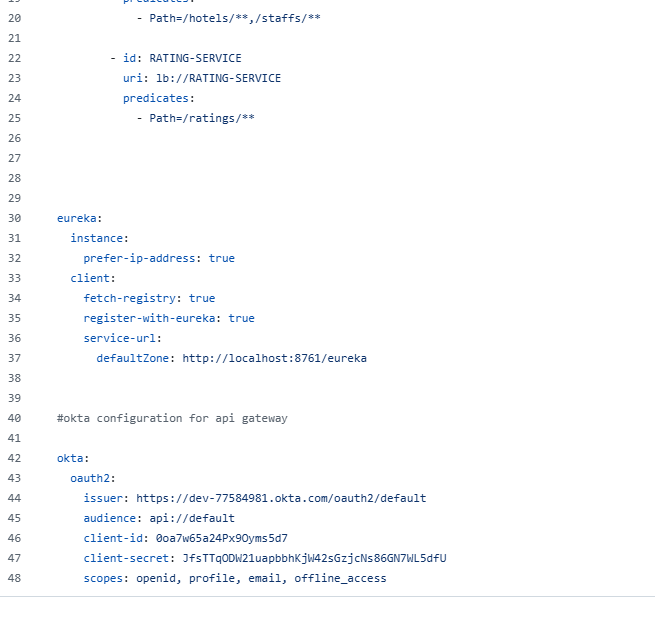 19 predicates:
20 - Path=/hotels/**,/staffs/**
21
22 - id: RATING-SERVICE
23 uri: lb://RATING-SERVICE
24 predicates:
25 - Path=/ratings/**
26
27
28
29
30 eureka:
31 instance:
32 prefer-ip-address: true
33 client:
34 fetch-registry: true
35 register-with-eureka: true
36 service-url:
37 defaultZone: http://localhost:8761/eureka
38
39
40 #okta configuration for api gateway
41
42 okta:
43 oauth2:
44 issuer: https://dev-77584981.okta.com/oauth2/default
45 audience: api://default
46 client-id: 0oa7w65a24Px9Oyms5d7
47 client-secret: JfsTTqODW21uapbbhKjW42sGzjcNs86GN7WL5dfU
48 scopes: openid, profile, email, offline_access